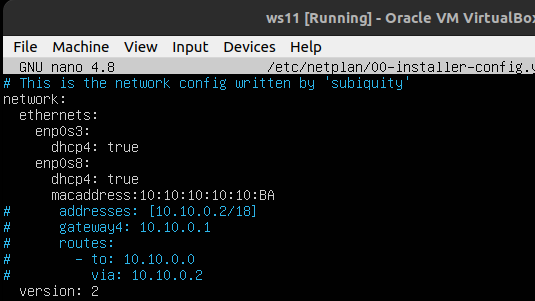 ws11 [Running] - Oracle VM VirtualBox
File Machine View Input Devices Help
GNU nano 4.8 /etc/netplan/00-installer-config.y
# This is the network config written by 'subiquity'
network:
  ethernets:
    enp0s3:
      dhcp4: true
    enp0s8:
      dhcp4: true
      macaddress:10:10:10:10:10:BA
#      addresses: [10.10.0.2/18]
#      gateway4: 10.10.0.1
#      routes:
#        - to: 10.10.0.0
#          via: 10.10.0.2
  version: 2